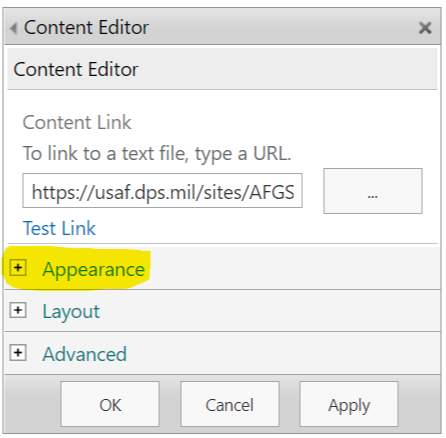 Content Editor
Content Editor
Content Link
To link to a text file, type a URL.
https://usaf.dps.mil/sites/AFGS
...
Test Link
Appearance
Layout
Advanced
OK Cancel Apply